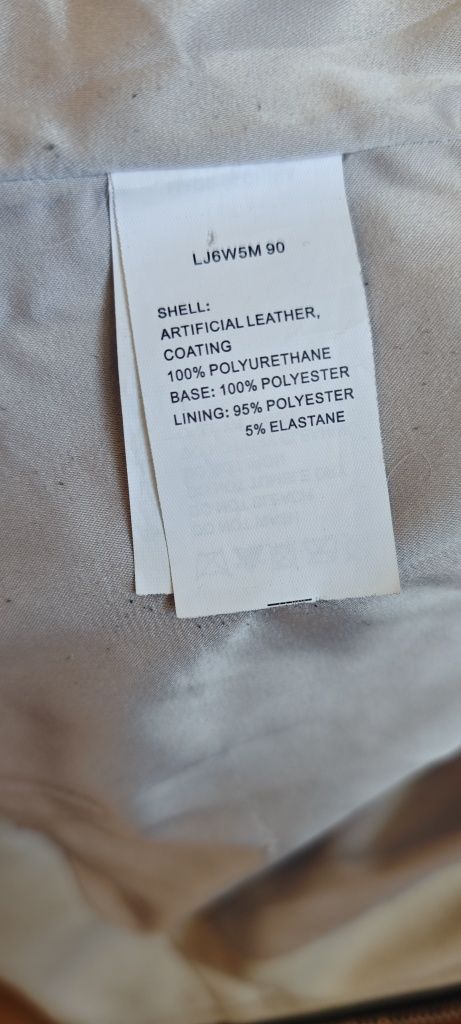 LJ6W5M 90
SHELL:
ARTIFICIAL LEATHER,
COATING
100% POLYURETHANE
BASE: 100% POLYESTER
LINING: 95% POLYESTER
5% ELASTANE